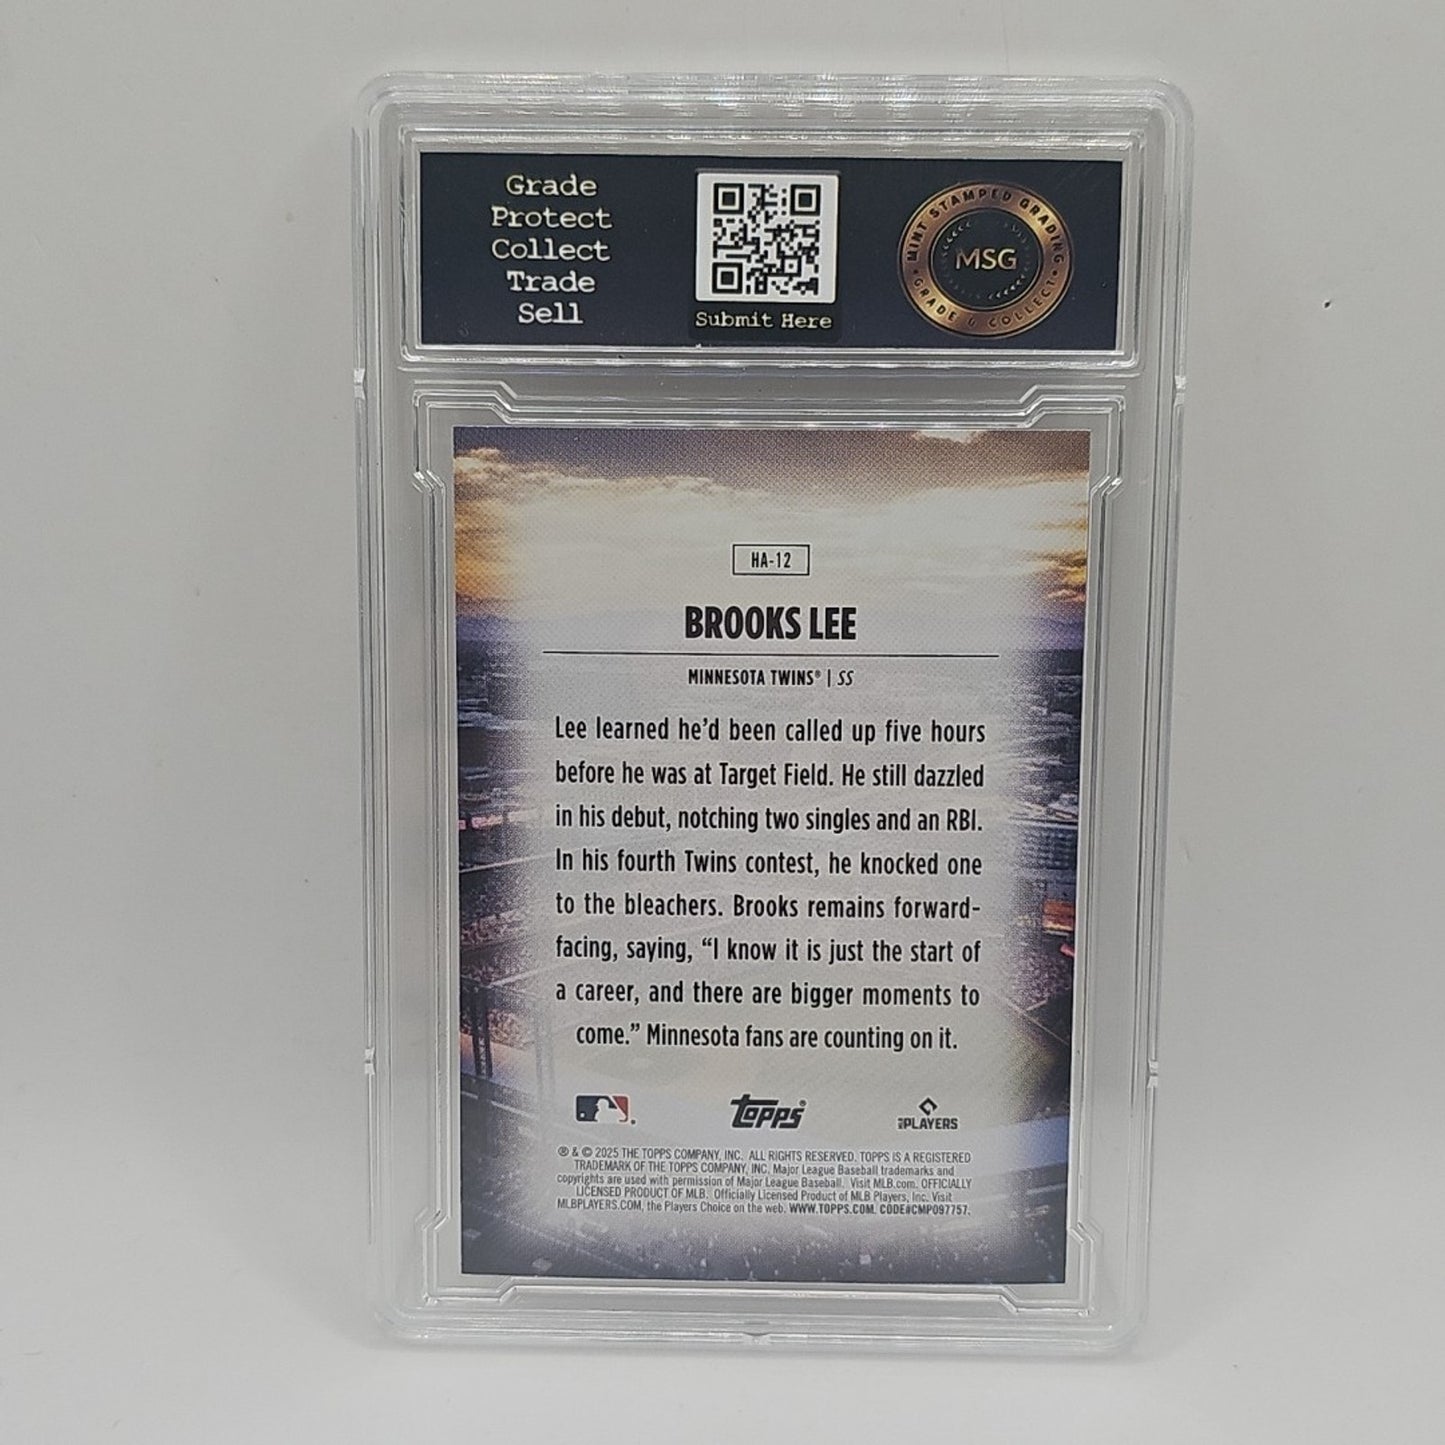 Grade
Protect
Collect
Trade
Sell
Submit Here
MINT STAMPED GRADING
MSG
GRADE & COLLECT
HA-12
BROOKS LEE
MINNESOTA TWINS® | SS
Lee learned he’d been called up five hours
before he was at Target Field. He still dazzled
in his debut, notching two singles and an RBI.
In his fourth Twins contest, he knocked one
to the bleachers. Brooks remains forward-
facing, saying, “I know it is just the start of
a career, and there are bigger moments to
come.” Minnesota fans are counting on it.
Topps®
PLAYERS
® & © 2025 THE TOPPS COMPANY, INC. ALL RIGHTS RESERVED. TOPPS IS A REGISTERED
TRADEMARK OF THE TOPPS COMPANY, INC. Major League Baseball trademarks and
copyrights are used with permission of Major League Baseball. Visit MLB.com. OFFICIALLY
LICENSED PRODUCT OF MLB. Officially Licensed Product of MLB Players, Inc. Visit
MLBPLAYERS.COM, the Players Choice on the web. WWW.TOPPS.COM. CODE#CMP097757.